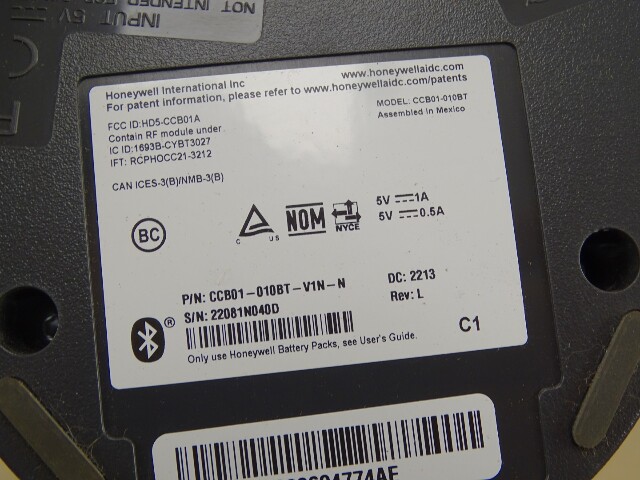 INPUT 5V
NOT INTENDED FOR
FC
Honeywell International Inc
www.honeywellaidc.com
For patent information, please refer to www.honeywellaidc.com/patents
FCC ID:HD5-CCB01A
MODEL: CCB01-010BT
Contain RF module under
Assembled in Mexico
IC ID:1693B-CYBT3027
IFT: RCPHOCC21-3212
CAN ICES-3(B)/NMB-3(B)
BC
C US
NOM
NYCE
5V 1A
5V 0.5A
P/N: CCB01-010BT-V1N-N
DC: 2213
S/N: 22081N040D
Rev: L
®
C1
Only use Honeywell Battery Packs, see User's Guide.